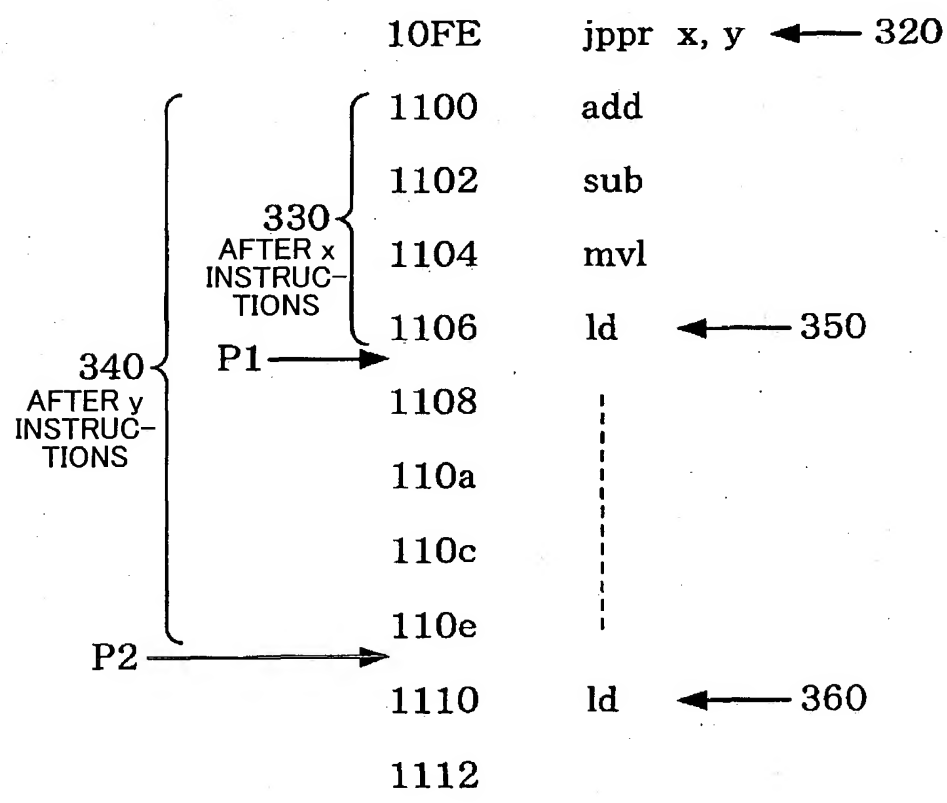 10FE jppr x, y 320
1100 add
1102 sub
330
AFTER x
INSTRUC-
TIONS
1104 mvl
1106 ld 350
P1
340
AFTER y
INSTRUC-
TIONS
1108
110a
110c
110e
P2
1110 ld 360
1112